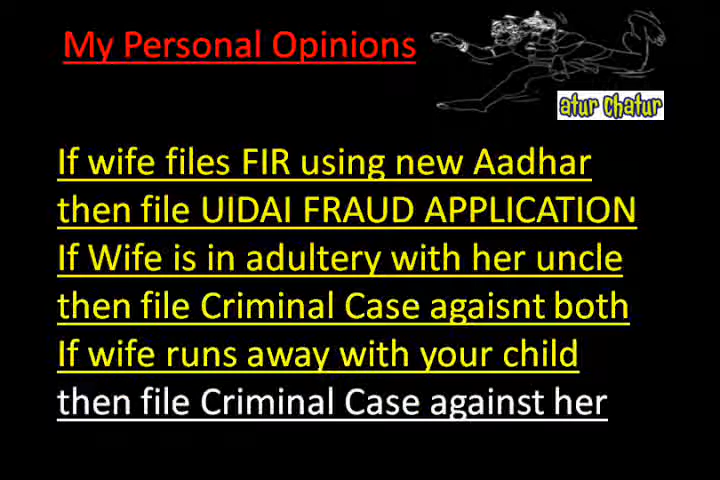 My Personal Opinions
atur chatur
If wife files FIR using new Aadhar
then file UIDAI FRAUD APPLICATION
If Wife is in adultery with her uncle
then file Criminal Case agaisnt both
If wife runs away with your child
then file Criminal Case against her